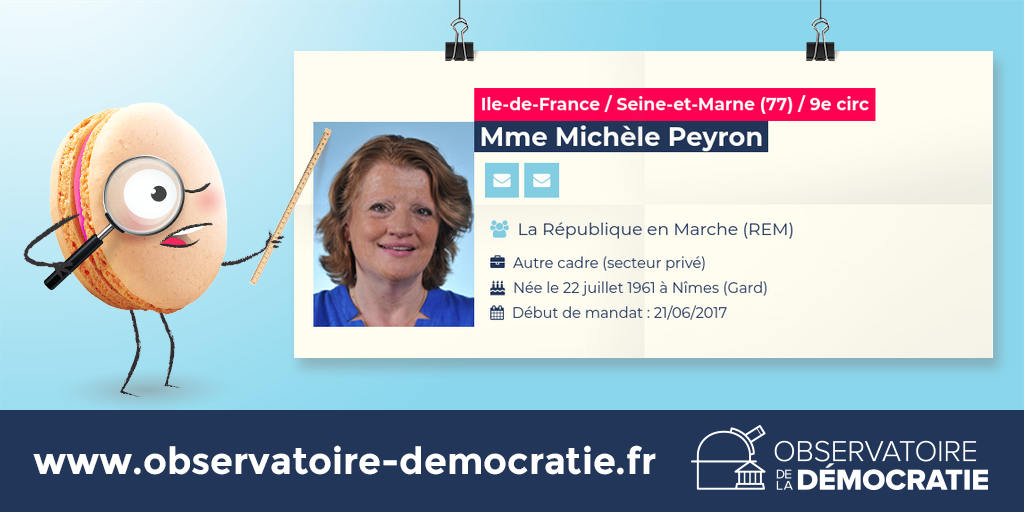 Ile-de-France / Seine-et-Marne (77) / 9e circ
Mme Michèle Peyron
La République en Marche (REM)
Autre cadre (secteur privé)
Née le 22 juillet 1961 à Nîmes (Gard)
Début de mandat : 21/06/2017
www.observatoire-democratie.fr
OBSERVATOIRE
DE LA DÉMOCRATIE